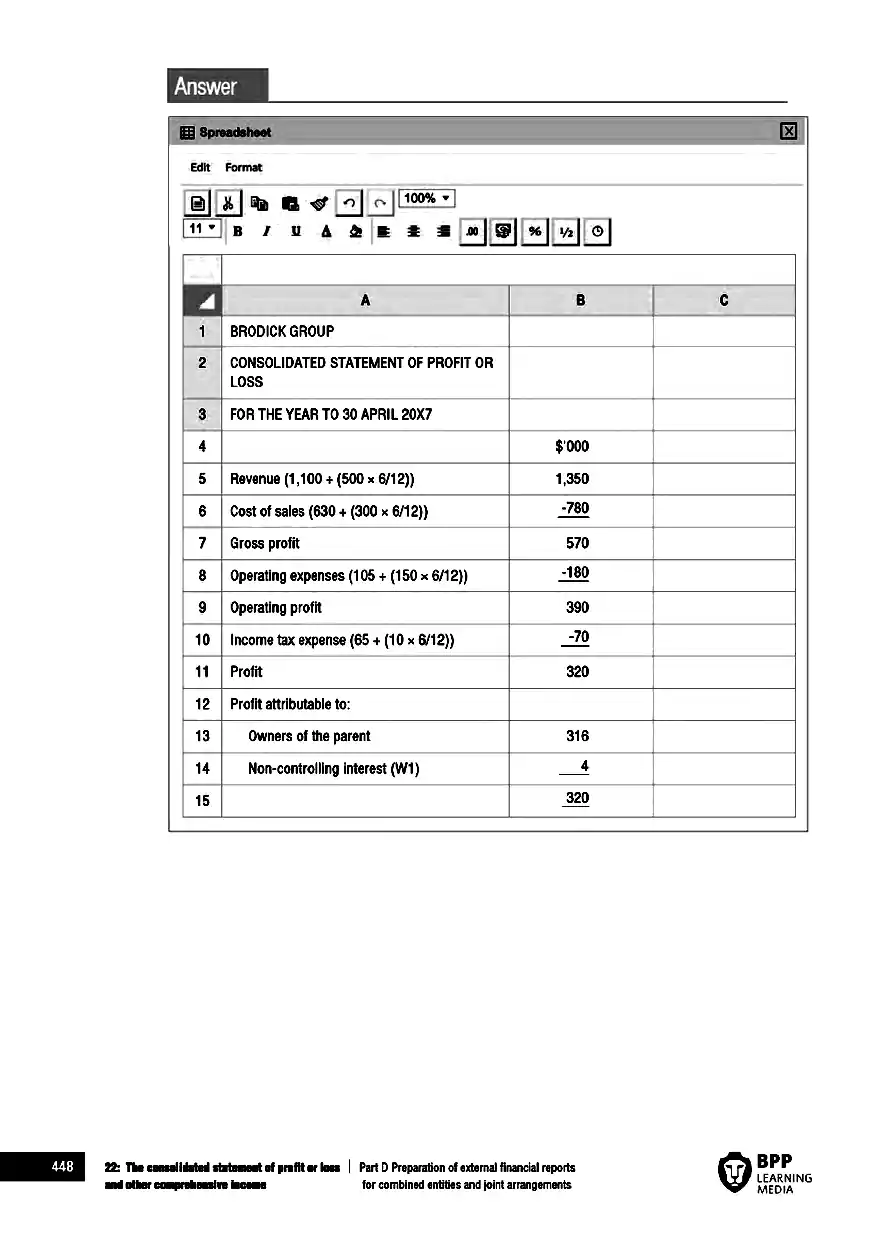 Answer
Spreadsheet
Edit Format
100%
11 B I U A .00 % 1/2
A B C
1 BRODICK GROUP
2 CONSOLIDATED STATEMENT OF PROFIT OR
LOSS
3 FOR THE YEAR TO 30 APRIL 20X7
4 $'000
5 Revenue (1,100 + (500 × 6/12)) 1,350
6 Cost of sales (630 + (300 × 6/12)) -780
7 Gross profit 570
8 Operating expenses (105 + (150 × 6/12)) -180
9 Operating profit 390
10 Income tax expense (65 + (10 × 6/12)) -70
11 Profit 320
12 Profit attributable to:
13 Owners of the parent 316
14 Non-controlling interest (W1) 4
15 320
448 22: The consolidated statement of profit or loss | Part D Preparation of external financial reports
and other comprehensive income for combined entities and joint arrangements
BPP
LEARNING
MEDIA